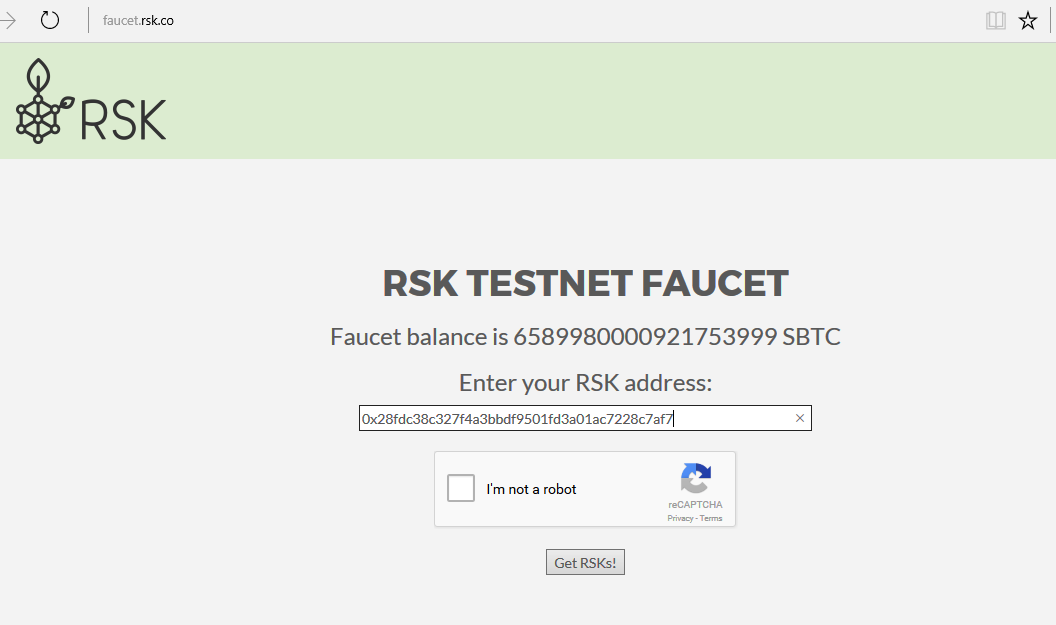 faucet.rsk.co
RSK
RSK TESTNET FAUCET
Faucet balance is 6589980000921753999 SBTC
Enter your RSK address:
0x28fdc38c327f4a3bbdf9501fd3a01ac7228c7af7
I'm not a robot
reCAPTCHA
Privacy - Terms
Get RSKs!